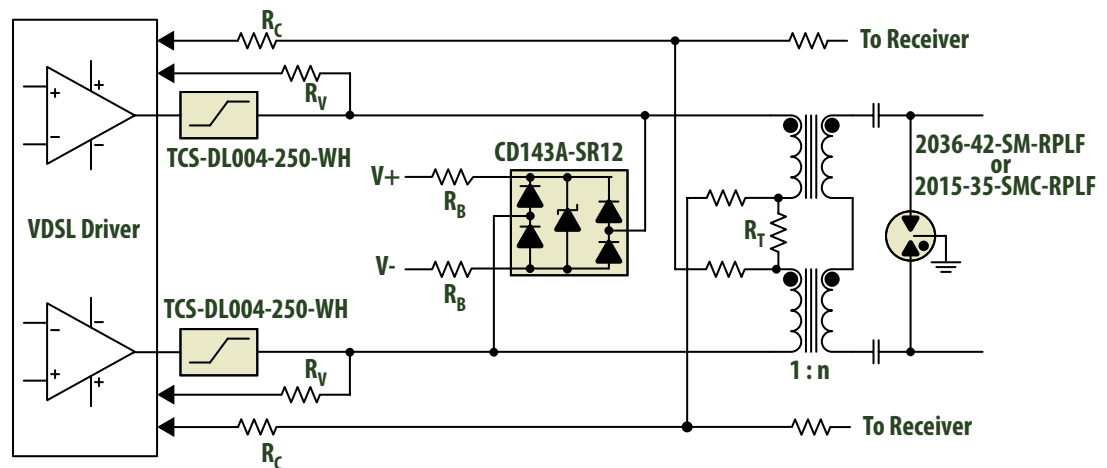 R_C
To Receiver
R_V
+
+
−
−
TCS-DL004-250-WH
CD143A-SR12
2036-42-SM-RPLF
or
2015-35-SMC-RPLF
V+
R_B
VDSL Driver
R_T
V-
R_B
TCS-DL004-250-WH
−
−
+
+
R_V
1 : n
To Receiver
R_C